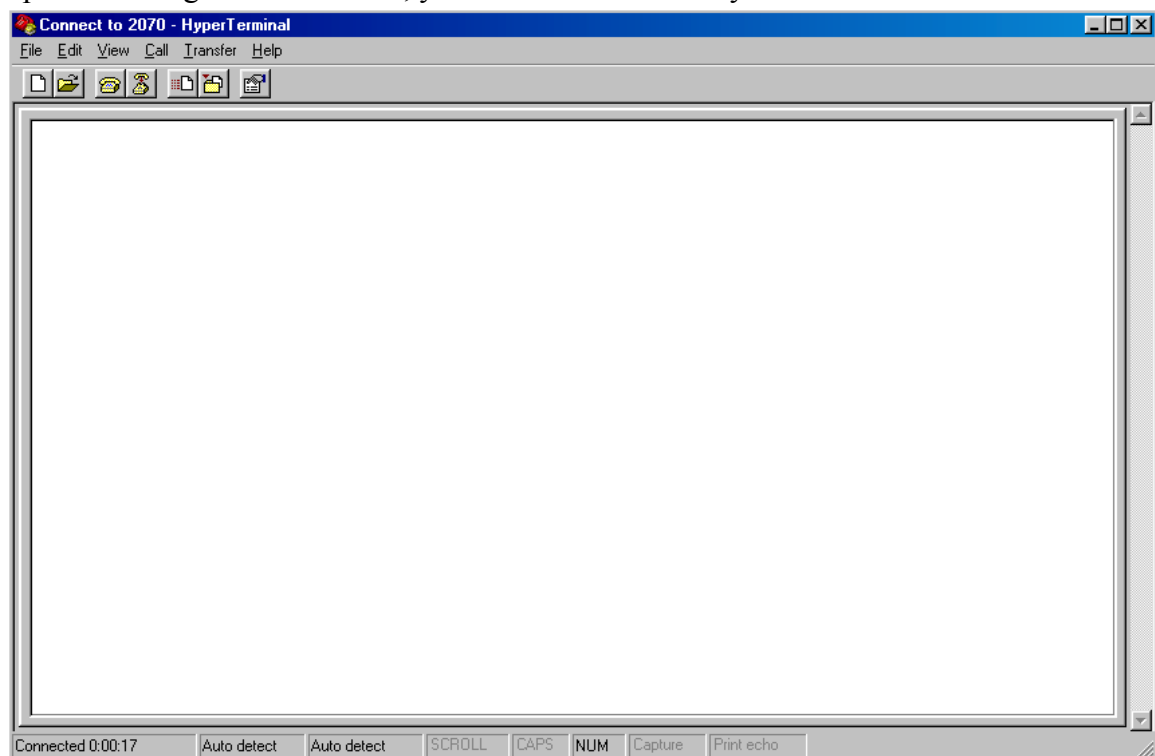 Connect to 2070 - HyperTerminal
File Edit View Call Transfer Help
Connected 0:00:17 Auto detect Auto detect SCROLL CAPS NUM Capture Print echo